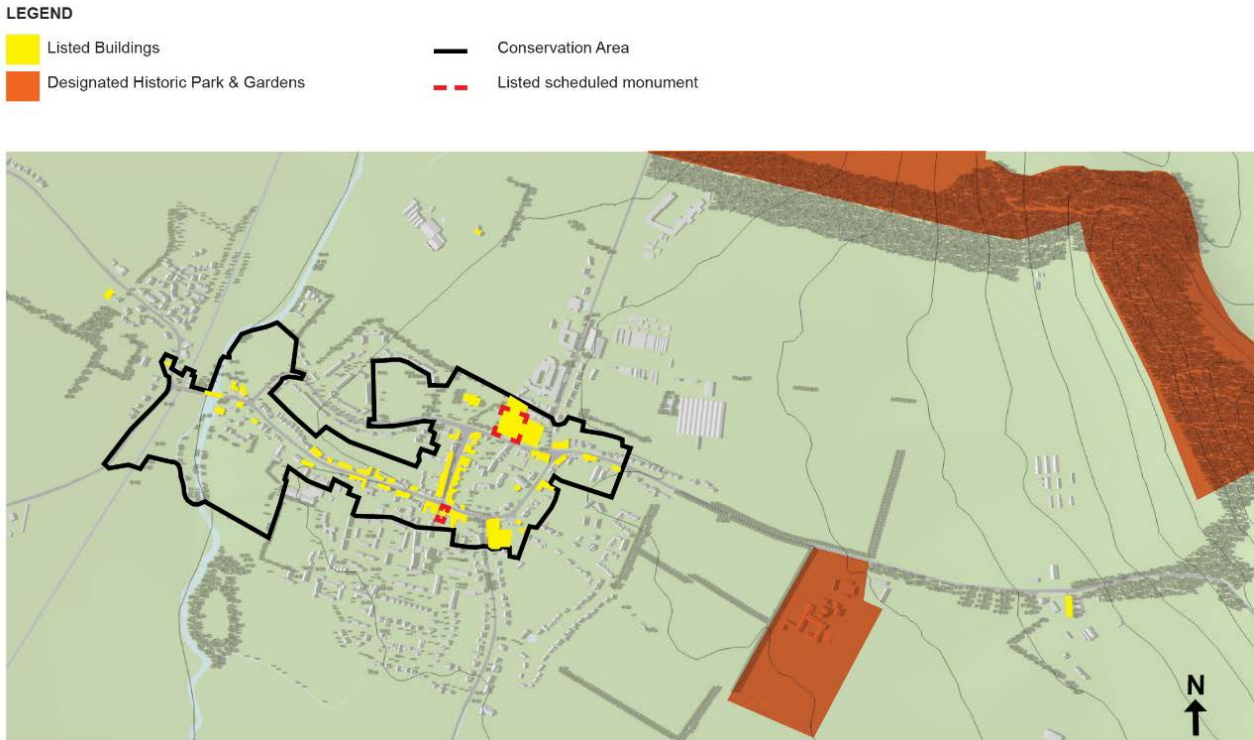 LEGEND
Listed Buildings
Conservation Area
Designated Historic Park & Gardens
Listed scheduled monument
N